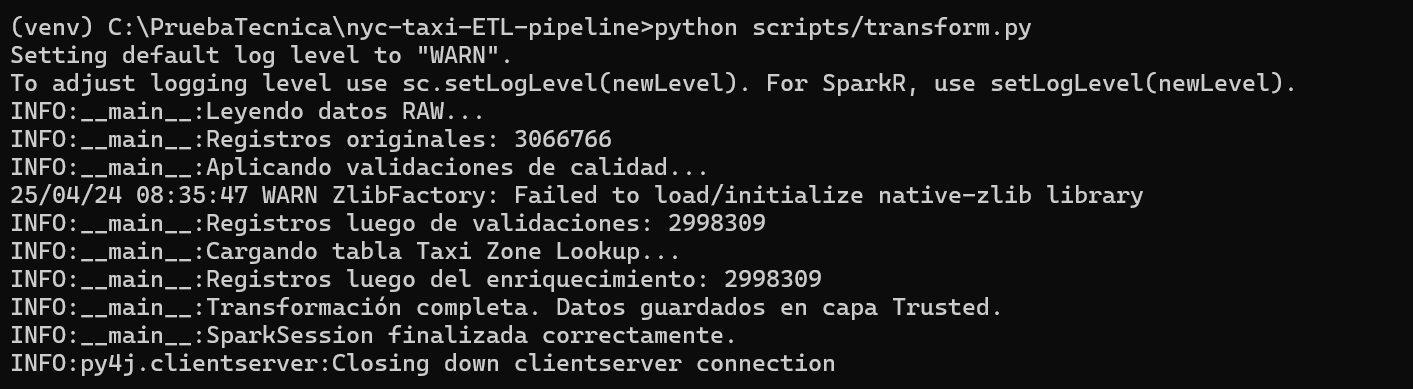 (venv) C:\PruebaTecnica\nyc-taxi-ETL-pipeline>python scripts/transform.py
Setting default log level to "WARN".
To adjust logging level use sc.setLogLevel(newLevel). For SparkR, use setLogLevel(newLevel).
INFO:__main__:Leyendo datos RAW...
INFO:__main__:Registros originales: 3066766
INFO:__main__:Aplicando validaciones de calidad...
25/04/24 08:35:47 WARN ZlibFactory: Failed to load/initialize native-zlib library
INFO:__main__:Registros luego de validaciones: 2998309
INFO:__main__:Cargando tabla Taxi Zone Lookup...
INFO:__main__:Registros luego del enriquecimiento: 2998309
INFO:__main__:Transformación completa. Datos guardados en capa Trusted.
INFO:__main__:SparkSession finalizada correctamente.
INFO:py4j.clientserver:Closing down clientserver connection